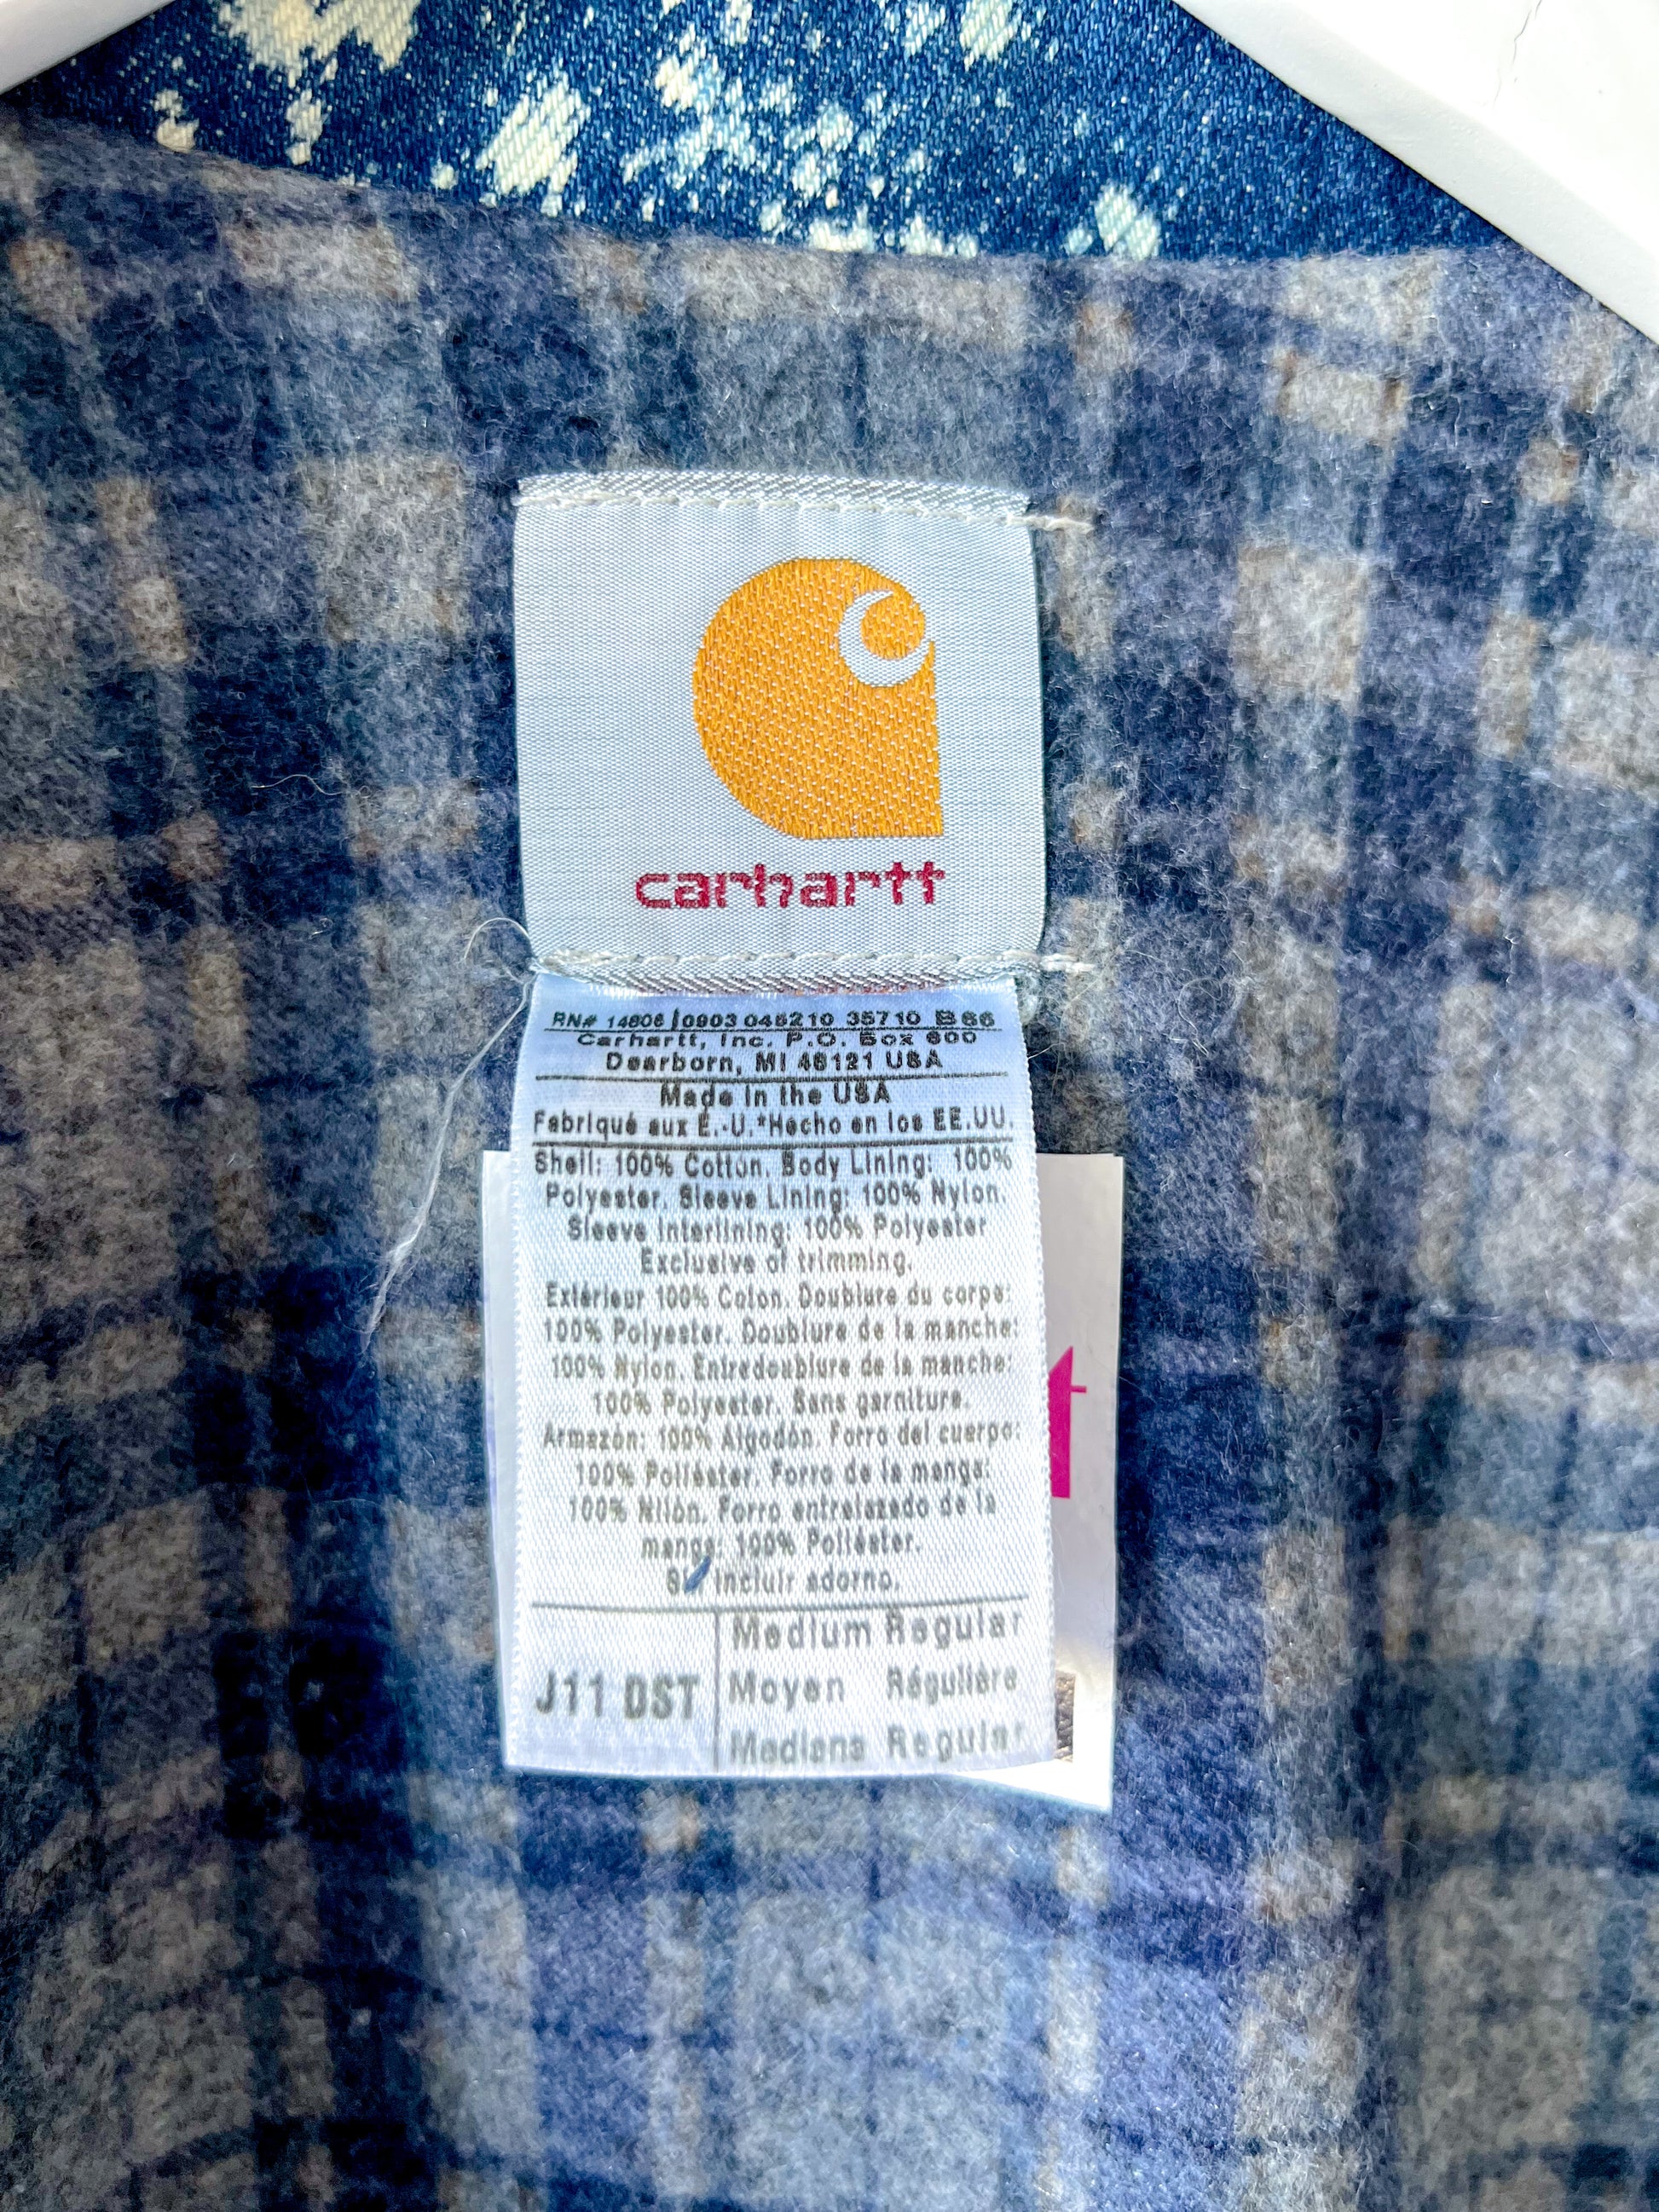 carhartt
RN# 14806 0903 045210 35710 B 66
Carhartt, Inc. P.O. Box 600
Dearborn, MI 48121 USA
Made in the USA
Fabriqué aux É.-U.*Hecho en los EE.UU.
Shell: 100% Cotton. Body Lining: 100%
Polyester. Sleeve Lining: 100% Nylon.
Sleeve Interlining: 100% Polyester
Exclusive of trimming.
Extérieur 100% Coton. Doublure du corps:
100% Polyester. Doublure de la manche:
100% Nylon. Entredoublure de la manche:
100% Polyester. Sans garniture.
Armazón: 100% Algodón. Forro del cuerpo:
100% Poliéster. Forro de la manga:
100% Nilón. Forro entrelazado de la
manga: 100% Poliéster.
Sin incluir adorno.
J11 DST
Medium Regular
Moyen Régulière
Mediana Regular